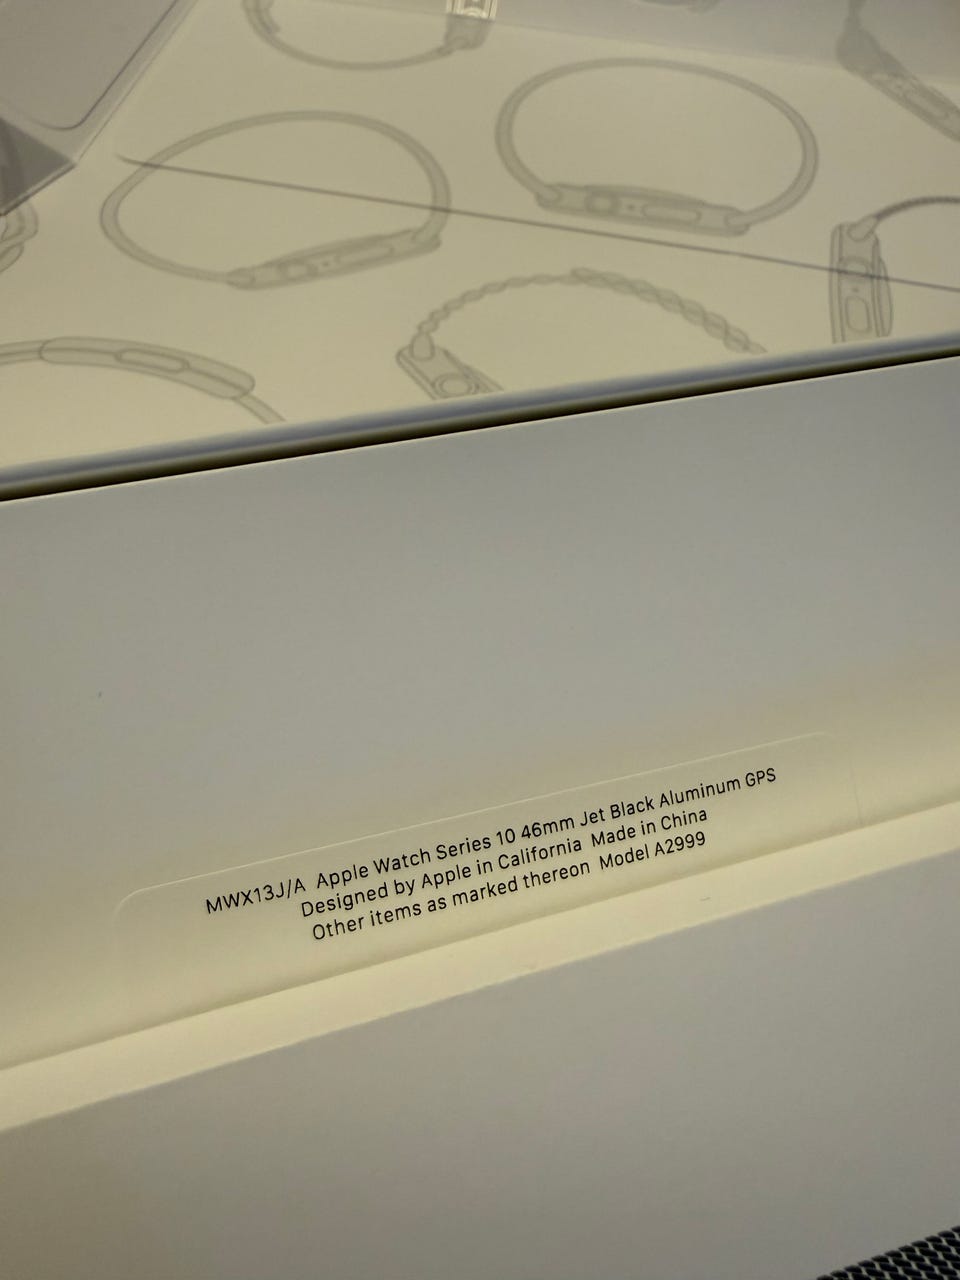 MWX13J/A Apple Watch Series 10 46mm Jet Black Aluminum GPS
Designed by Apple in California Made in China
Other items as marked thereon Model A2999